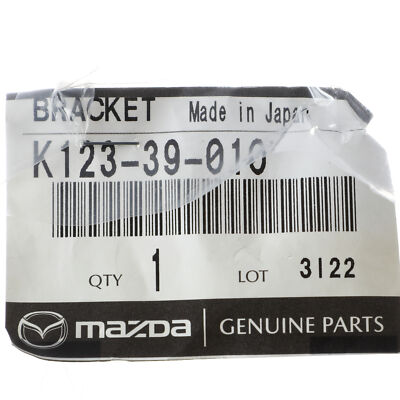 BRACKET Made in Japan
K123-39-010
QTY 1 LOT 3I22
mazda GENUINE PARTS